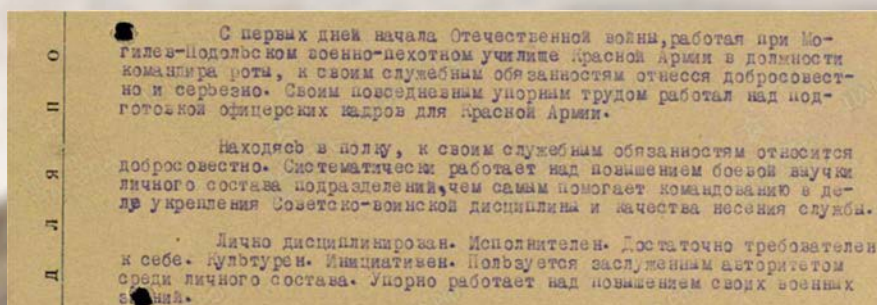 С первых дней начала Отечественной войны, работая при Мо-
гилев-Подольском военно-пехотном училище Красной Армии в должности
командира роты, к своим служебным обязанностям отнесся добросовест-
но и серьезно. Своим повседневным упорным трудом работал над под-
готовкой офицерских кадров для Красной Армии.
Находясь в полку, к своим служебным обязанностям относится
добросовестно. Систематически работает над повышением боевой выучки
личного состава подразделений, чем самым помогает командованию в де-
ле укрепления Советско-воинской дисциплины и качества несения службы.
Лично дисциплинирован. Исполнителен. Достаточно требователен
к себе. Культурен. Инициативен. Пользуется заслуженным авторитетом
среди личного состава. Упорно работает над повышением своих военных
знаний.
ДЛЯ ПО